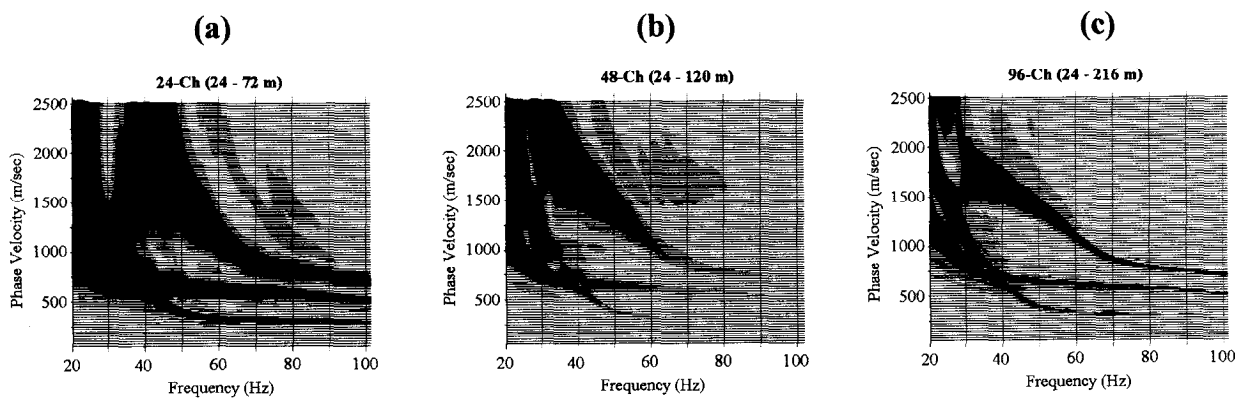 (a)
24-Ch (24 - 72 m)
2500
2000
1500
1000
500
Phase Velocity (m/sec)
20 40 60 80 100
Frequency (Hz)
(b)
48-Ch (24 - 120 m)
2500
2000
1500
1000
500
Phase Velocity (m/sec)
20 40 60 80 100
Frequency (Hz)
(c)
96-Ch (24 - 216 m)
2500
2000
1500
1000
500
Phase Velocity (m/sec)
20 40 60 80 100
Frequency (Hz)